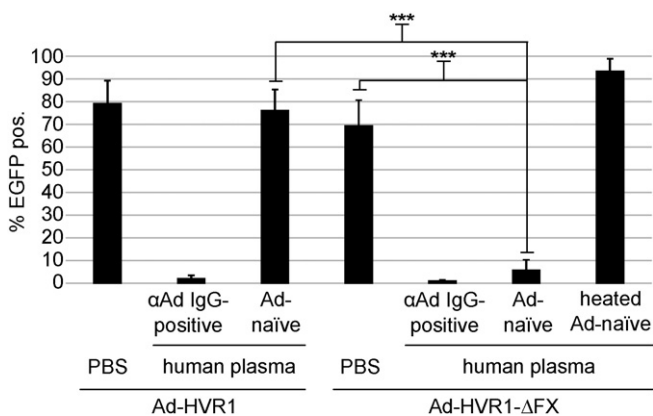 ***
***
100
90
80
70
60
50
40
30
20
10
0
% EGFP pos.
αAd IgG- Ad- αAd IgG- Ad- heated
positive naïve positive naïve Ad-naïve
PBS human plasma PBS human plasma
Ad-HVR1 Ad-HVR1-ΔFX